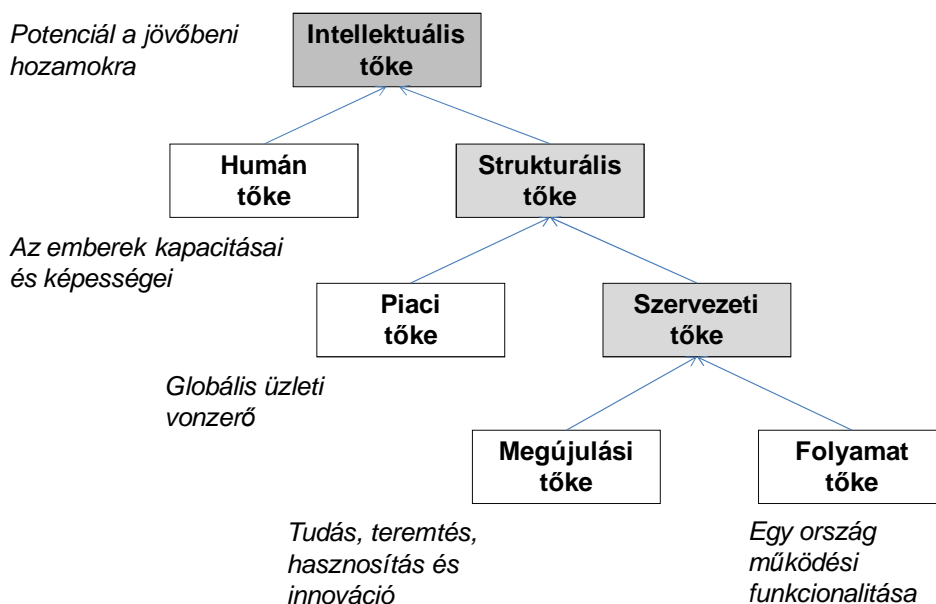 Potenciál a jövőbeni
hozamokra
Intellektuális
tőke
Humán
tőke
Strukturális
tőke
Az emberek kapacitásai
és képességei
Piaci
tőke
Szervezeti
tőke
Globális üzleti
vonzerő
Megújulási
tőke
Folyamat
tőke
Tudás, teremtés,
hasznosítás és
innováció
Egy ország
működési
funkcionalitása